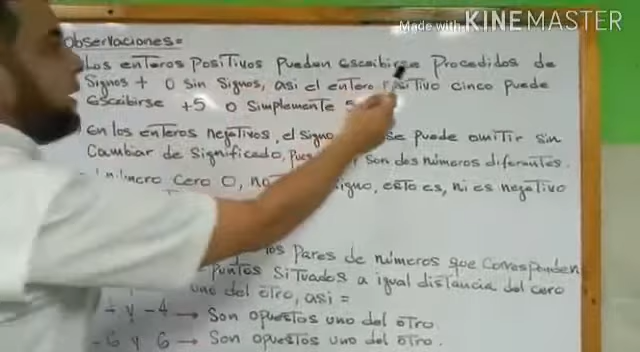 Made with KINEMASTER
Observaciones =
Los enteros Positivos pueden escribirse Procedidos de
Signos + o sin Signos, asi el entero positivo cinco puede
escribirse +5 o Simplemente 5
en los enteros negativos, el signo se puede omitir sin
Cambiar de significado, pues son dos números diferentes.
número cero 0, no signo, esto es, ni es negativo
los pares de números que corresponden
puntos situados a igual distancia del cero
uno del otro, asi =
y -4 → Son opuestos uno del otro.
-6 y 6 → Son opuestos uno del otro.